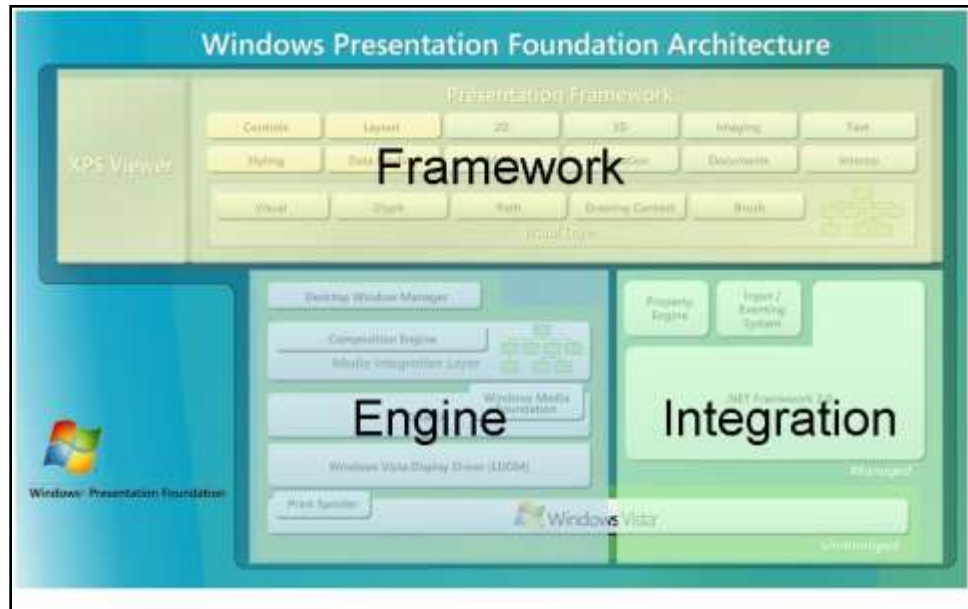 Windows Presentation Foundation Architecture
Presentation Framework
XPS Viewer
Controls Layout 2D 3D Imaging Text
Styling Data Documents Interop
Framework
Visual Glyph Path Drawing Context Brush
Visual Layer
Desktop Window Manager
Property Engine
Input / Eventing System
Composition Engine
Media Integration Layer
Windows Media Foundation
.NET Framework
Engine
Integration
Windows Vista Display Driver (LDDM)
Managed
Windows Presentation Foundation
Print Spooler
Windows Vista
Unmanaged